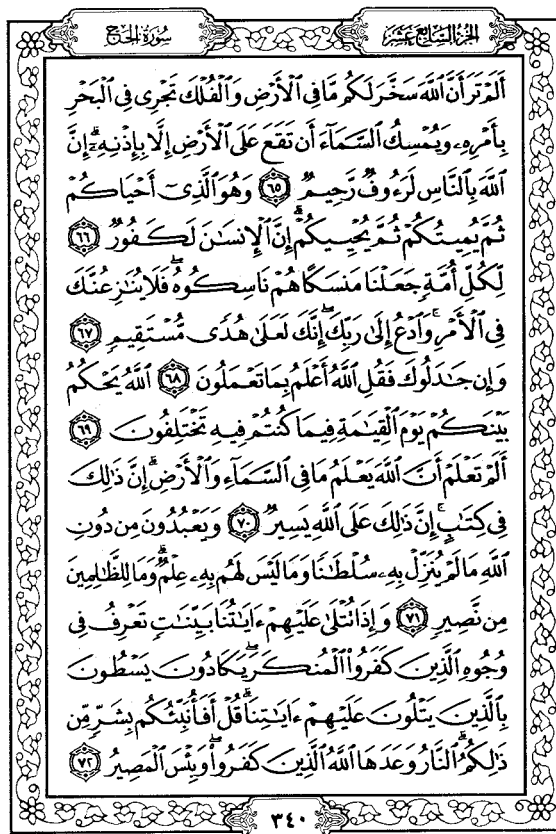 الجزء السابع عشر
سورة الحج
أَلَمْ تَرَ أَنَّ ٱللَّهَ سَخَّرَ لَكُم مَّا فِى ٱلْأَرْضِ وَٱلْفُلْكَ تَجْرِى فِى ٱلْبَحْرِ
بِأَمْرِهِۦ وَيُمْسِكُ ٱلسَّمَآءَ أَن تَقَعَ عَلَى ٱلْأَرْضِ إِلَّا بِإِذْنِهِۦٓ ۗ إِنَّ
ٱللَّهَ بِٱلنَّاسِ لَرَءُوفٌ رَّحِيمٌ ٦٥ وَهُوَ ٱلَّذِىٓ أَحْيَاكُمْ
ثُمَّ يُمِيتُكُمْ ثُمَّ يُحْيِيكُمْ ۗ إِنَّ ٱلْإِنسَٰنَ لَكَفُورٌ ٦٦
لِكُلِّ أُمَّةٍ جَعَلْنَا مَنسَكًا هُمْ نَاسِكُوهُ ۖ فَلَا يُنَٰزِعُنَّكَ
فِى ٱلْأَمْرِ ۚ وَٱدْعُ إِلَىٰ رَبِّكَ ۖ إِنَّكَ لَعَلَىٰ هُدًى مُّسْتَقِيمٍ ٦٧
وَإِن جَٰدَلُوكَ فَقُلِ ٱللَّهُ أَعْلَمُ بِمَا تَعْمَلُونَ ٦٨ ٱللَّهُ يَحْكُمُ
بَيْنَكُمْ يَوْمَ ٱلْقِيَٰمَةِ فِيمَا كُنتُمْ فِيهِ تَخْتَلِفُونَ ٦٩
أَلَمْ تَعْلَمْ أَنَّ ٱللَّهَ يَعْلَمُ مَا فِى ٱلسَّمَآءِ وَٱلْأَرْضِ ۗ إِنَّ ذَٰلِكَ
فِى كِتَٰبٍ ۚ إِنَّ ذَٰلِكَ عَلَى ٱللَّهِ يَسِيرٌ ٧٠ وَيَعْبُدُونَ مِن دُونِ
ٱللَّهِ مَا لَمْ يُنَزِّلْ بِهِۦ سُلْطَٰنًا وَمَا لَيْسَ لَهُم بِهِۦ عِلْمٌ ۗ وَمَا لِلظَّٰلِمِينَ
مِن نَّصِيرٍ ٧١ وَإِذَا تُتْلَىٰ عَلَيْهِمْ ءَايَٰتُنَا بَيِّنَٰتٍ تَعْرِفُ فِى
وُجُوهِ ٱلَّذِينَ كَفَرُوا۟ ٱلْمُنكَرَ ۖ يَكَادُونَ يَسْطُونَ
بِٱلَّذِينَ يَتْلُونَ عَلَيْهِمْ ءَايَٰتِنَا ۗ قُلْ أَفَأُنَبِّئُكُم بِشَرٍّ مِّن
ذَٰلِكُمُ ۗ ٱلنَّارُ وَعَدَهَا ٱللَّهُ ٱلَّذِينَ كَفَرُوا۟ ۖ وَبِئْسَ ٱلْمَصِيرُ ٧٢
٣٤٠